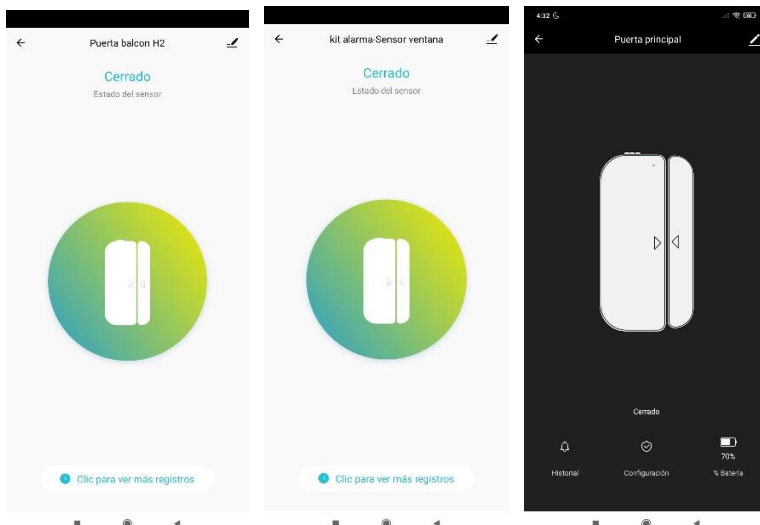 Puerta balcon H2
Cerrado
Estado del sensor
Clic para ver más registros
kit alarma-Sensor ventana
Cerrado
Estado del sensor
Clic para ver más registros
4:32
Puerta principal
Cerrado
70%
Historial
Configuración
% Batería